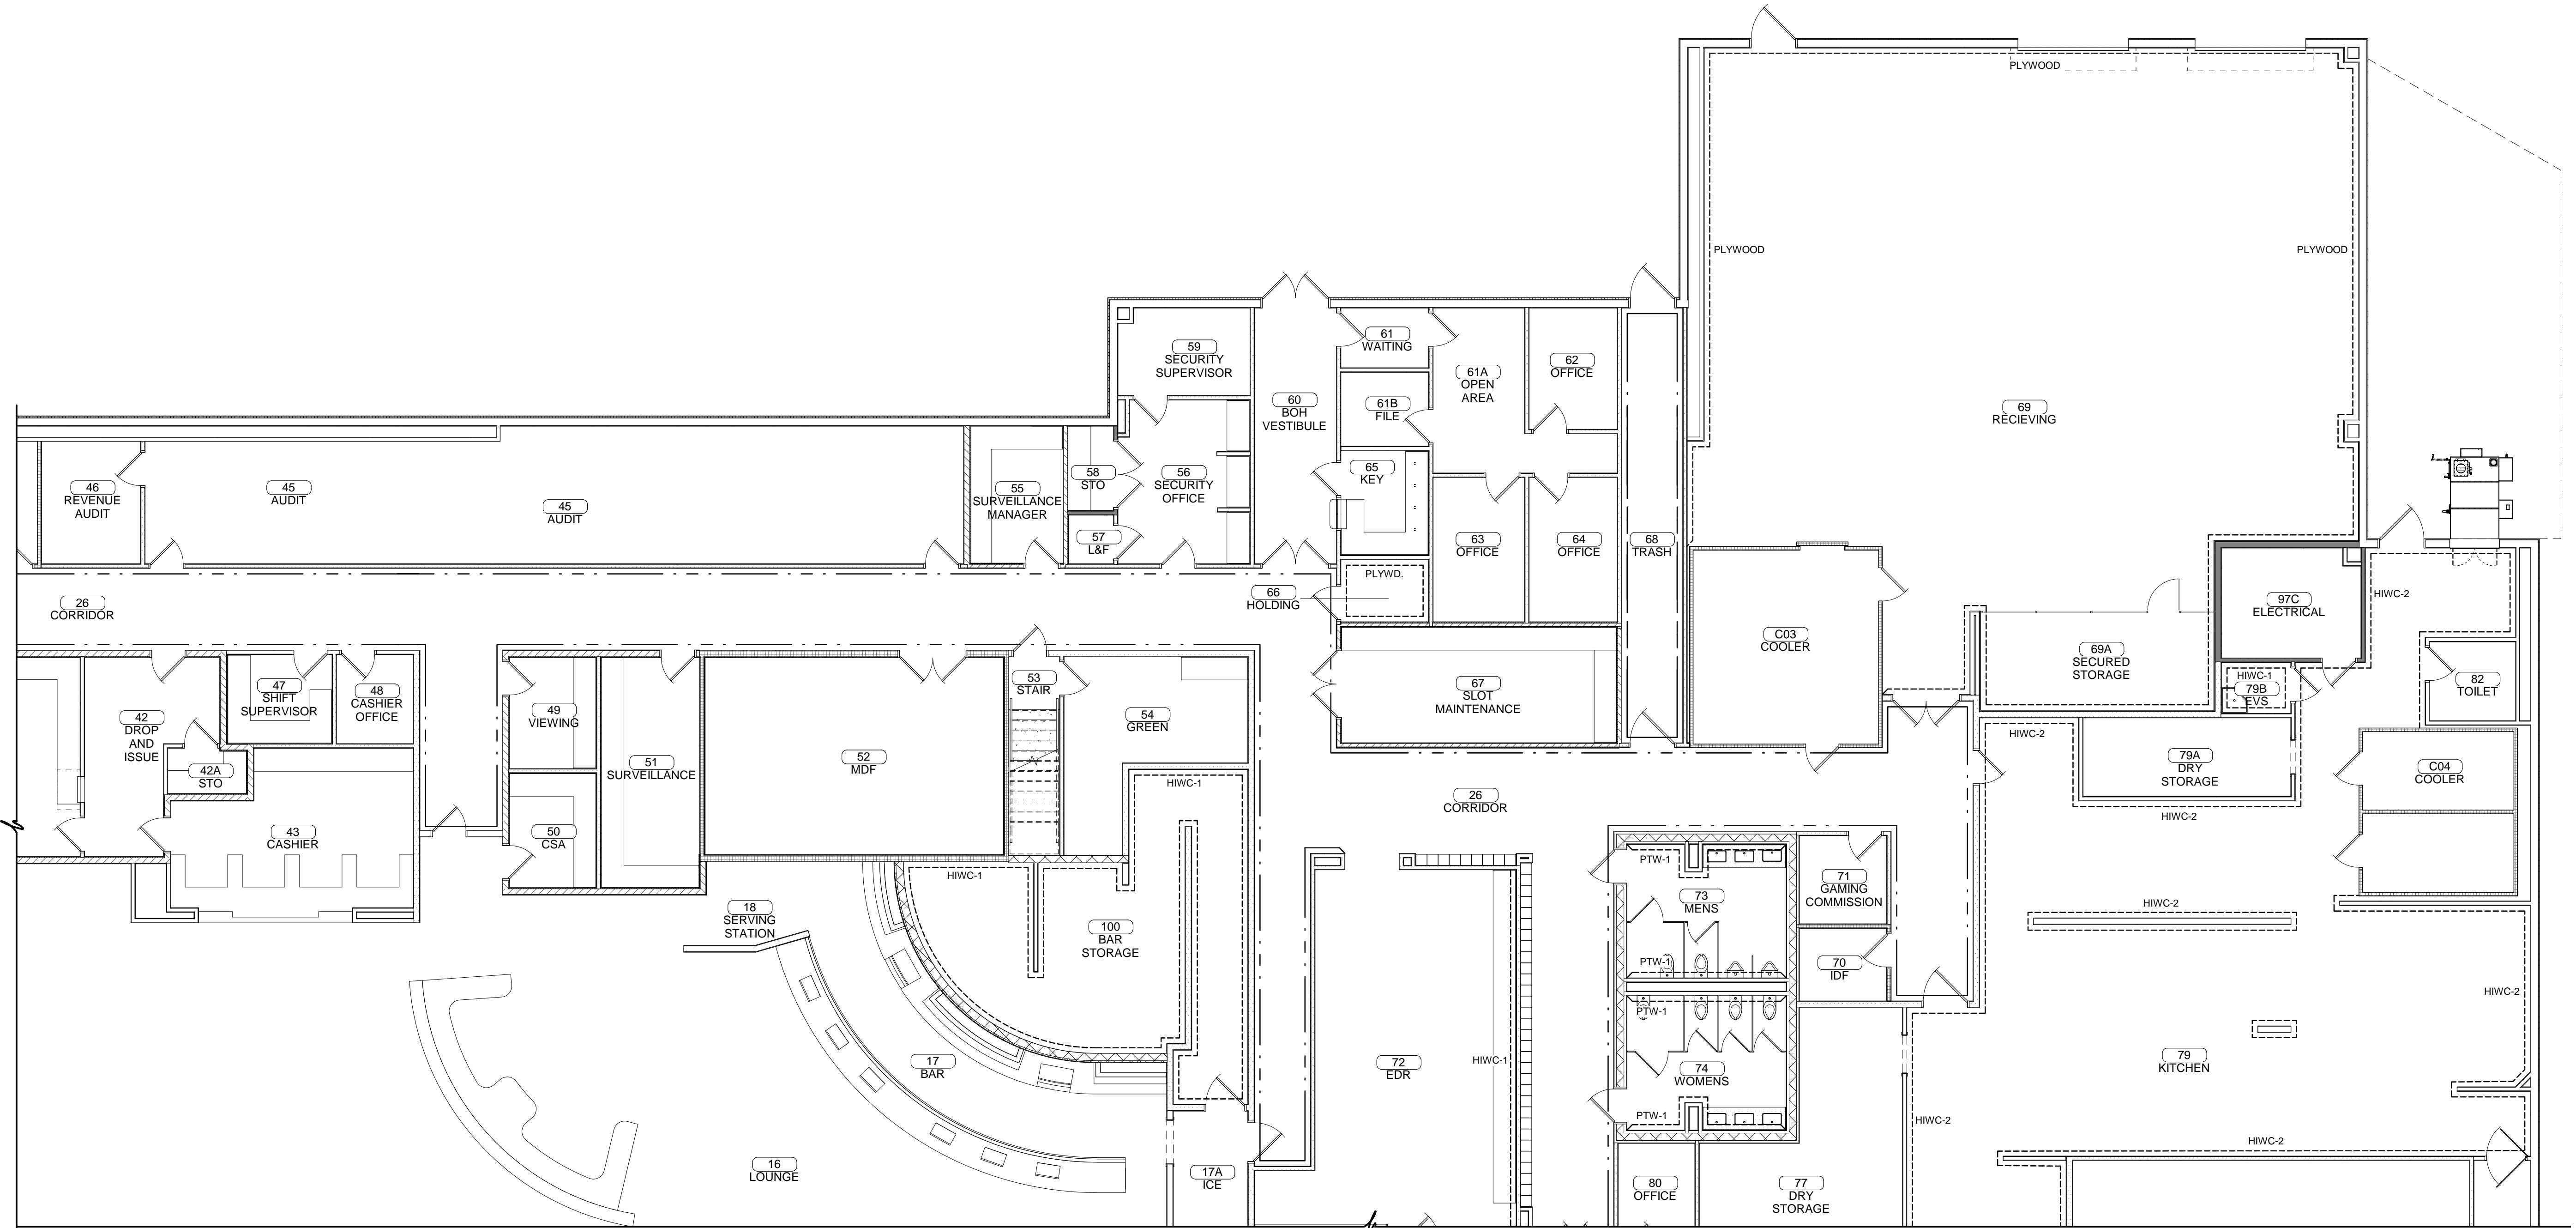 PLYWOOD
PLYWOOD
PLYWOOD
59
SECURITY
SUPERVISOR
61
WAITING
61A
OPEN
AREA
62
OFFICE
60
BOH
VESTIBULE
61B
FILE
69
RECIEVING
46
REVENUE
AUDIT
45
AUDIT
45
AUDIT
55
SURVEILLANCE
MANAGER
58
STO
56
SECURITY
OFFICE
57
L&F
65
KEY
63
OFFICE
64
OFFICE
68
TRASH
26
CORRIDOR
66
HOLDING
PLYWD.
C03
COOLER
69A
SECURED
STORAGE
97C
ELECTRICAL
HIWC-2
HIWC-1
79B
EVS
82
TOILET
42
DROP
AND
ISSUE
47
SHIFT
SUPERVISOR
48
CASHIER
OFFICE
49
VIEWING
53
STAIR
54
GREEN
67
SLOT
MAINTENANCE
42A
STO
51
SURVEILLANCE
52
MDF
HIWC-1
HIWC-2
79A
DRY
STORAGE
C04
COOLER
43
CASHIER
50
CSA
26
CORRIDOR
HIWC-2
HIWC-1
PTW-1
71
GAMING
COMMISSION
73
MENS
18
SERVING
STATION
100
BAR
STORAGE
HIWC-2
PTW-1
70
IDF
HIWC-2
PTW-1
17
BAR
72
EDR
HIWC-1
74
WOMENS
79
KITCHEN
PTW-1
HIWC-2
HIWC-2
16
LOUNGE
17A
ICE
80
OFFICE
77
DRY
STORAGE